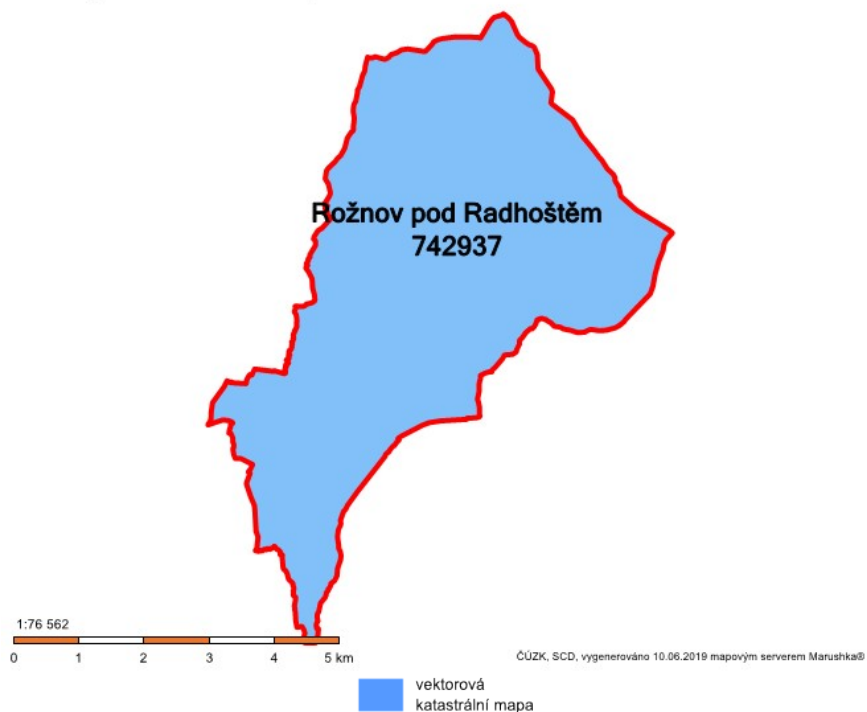 Rožnov pod Radhoštěm
742937
1:76 562
0 1 2 3 4 5 km
ČÚZK, SCD, vygenerováno 10.06.2019 mapovým serverem Marushka®
vektorová
katastrální mapa